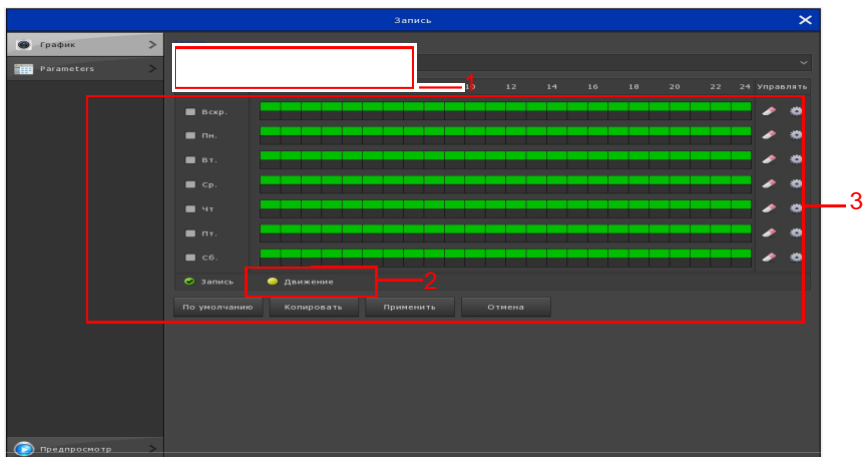 Запись
График >
Parameters >
1
10 12 14 16 18 20 22 24 Управлять
Вскр.
Пн.
Вт.
Ср.
Чт
Пт.
Сб.
3
Запись Движение 2
По умолчанию Копировать Применить Отмена
Предпросмотр >